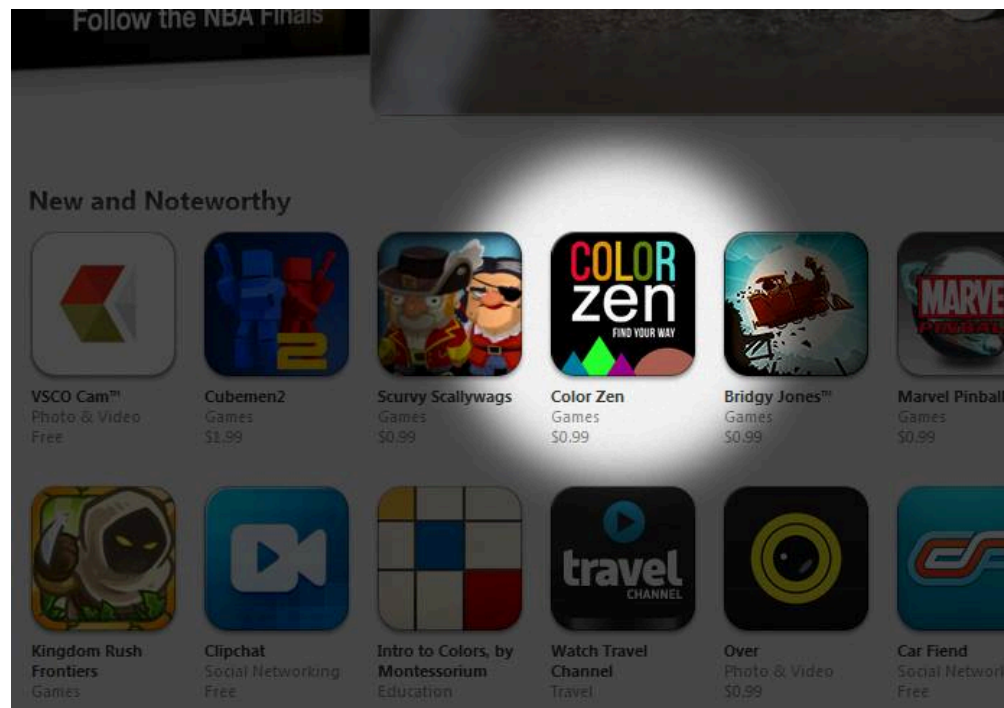 Follow the NBA Finals
New and Noteworthy
2
COLOR
zen
FIND YOUR WAY
MARVE
PINBALL
VSCO Cam™
Photo & Video
Free
Cubemen2
Games
$1.99
Scurvy Scallywags
Games
$0.99
Color Zen
Games
$0.99
Bridgy Jones™
Games
$0.99
Marvel Pinball
Games
$0.99
travel
CHANNEL
Kingdom Rush
Frontiers
Games
Clipchat
Social Networking
Free
Intro to Colors, by
Montessorium
Education
Watch Travel
Channel
Travel
Over
Photo & Video
$0.99
Car Fiend
Social Network
Free